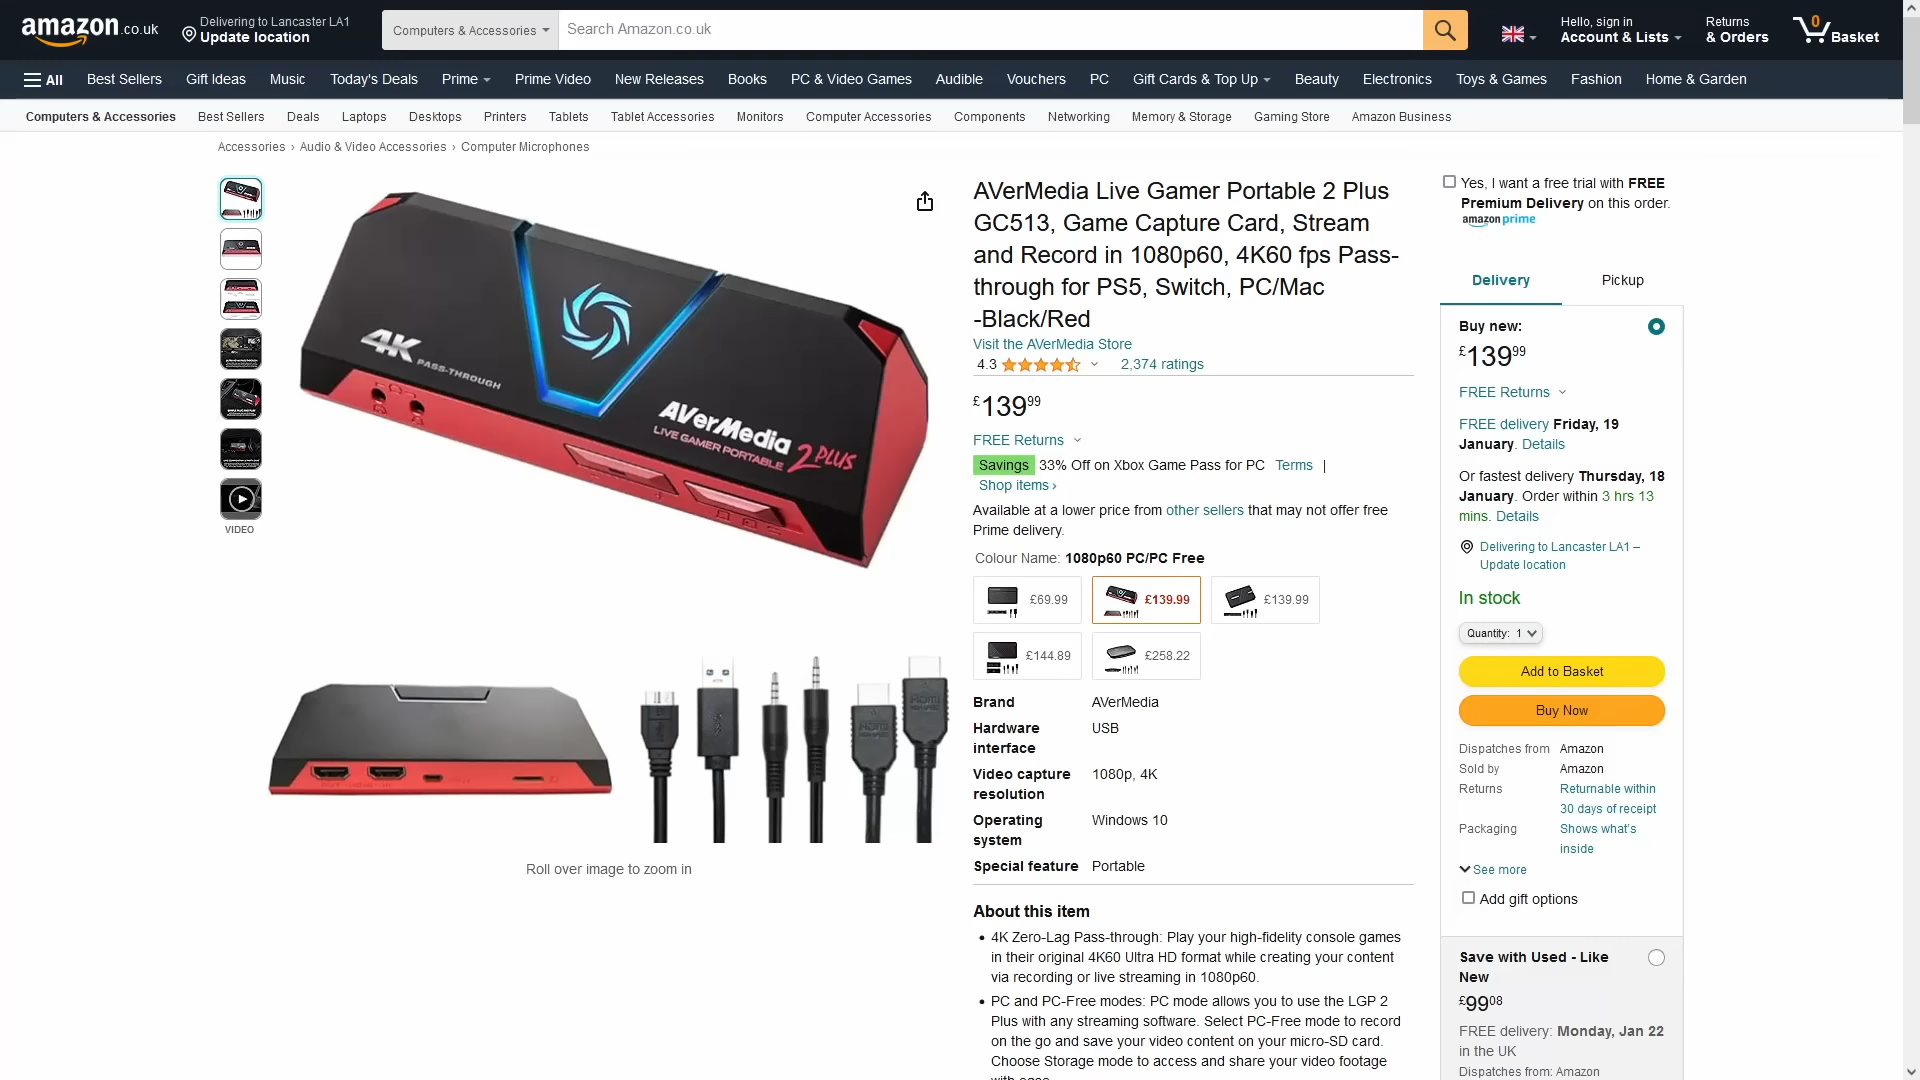 amazon.co.uk
Delivering to Lancaster LA1
Update location
Computers & Accessories
Search Amazon.co.uk
Hello, sign in
Account & Lists
Returns
& Orders
0
Basket
All
Best Sellers
Gift Ideas
Music
Today's Deals
Prime
Prime Video
New Releases
Books
PC & Video Games
Audible
Vouchers
PC
Gift Cards & Top Up
Beauty
Electronics
Toys & Games
Fashion
Home & Garden
Computers & Accessories
Best Sellers
Deals
Laptops
Desktops
Printers
Tablets
Tablet Accessories
Monitors
Computer Accessories
Components
Networking
Memory & Storage
Gaming Store
Amazon Business
Accessories › Audio & Video Accessories › Computer Microphones
VIDEO
4K PASS-THROUGH
AVerMedia
LIVE GAMER PORTABLE 2 PLUS
Roll over image to zoom in
AVerMedia Live Gamer Portable 2 Plus
GC513, Game Capture Card, Stream
and Record in 1080p60, 4K60 fps Pass-
through for PS5, Switch, PC/Mac
-Black/Red
Visit the AVerMedia Store
4.3
2,374 ratings
£13999
FREE Returns
Savings 33% Off on Xbox Game Pass for PC Terms |
Shop items ›
Available at a lower price from other sellers that may not offer free
Prime delivery.
Colour Name: 1080p60 PC/PC Free
£69.99
£139.99
£139.99
£144.89
£258.22
Brand AVerMedia
Hardware interface USB
Video capture resolution 1080p, 4K
Operating system Windows 10
Special feature Portable
About this item
• 4K Zero-Lag Pass-through: Play your high-fidelity console games
in their original 4K60 Ultra HD format while creating your content
via recording or live streaming in 1080p60.
• PC and PC-Free modes: PC mode allows you to use the LGP 2
Plus with any streaming software. Select PC-Free mode to record
on the go and save your video content on your micro-SD card.
Choose Storage mode to access and share your video footage
Yes, I want a free trial with FREE
Premium Delivery on this order.
amazon prime
Delivery
Pickup
Buy new:
£13999
FREE Returns
FREE delivery Friday, 19
January. Details
Or fastest delivery Thursday, 18
January. Order within 3 hrs 13
mins. Details
Delivering to Lancaster LA1 –
Update location
In stock
Quantity: 1
Add to Basket
Buy Now
Dispatches from Amazon
Sold by Amazon
Returns Returnable within
30 days of receipt
Packaging Shows what's
inside
See more
Add gift options
Save with Used - Like
New
£9908
FREE delivery: Monday, Jan 22
in the UK
Dispatches from: Amazon